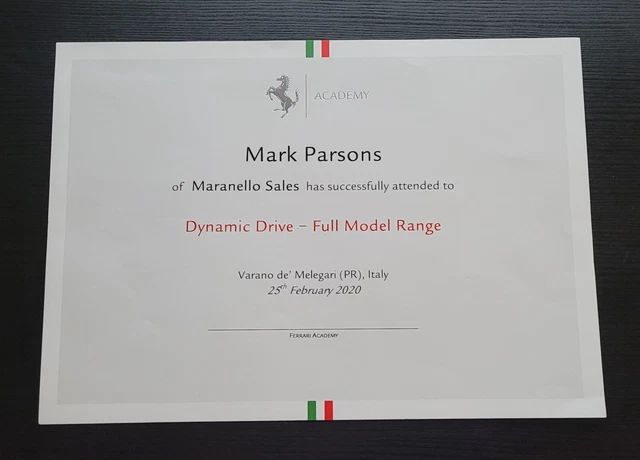 ACADEMY
Mark Parsons
of Maranello Sales has successfully attended to
Dynamic Drive – Full Model Range
Varano de' Melegari (PR), Italy
25th February 2020
FERRARI ACADEMY